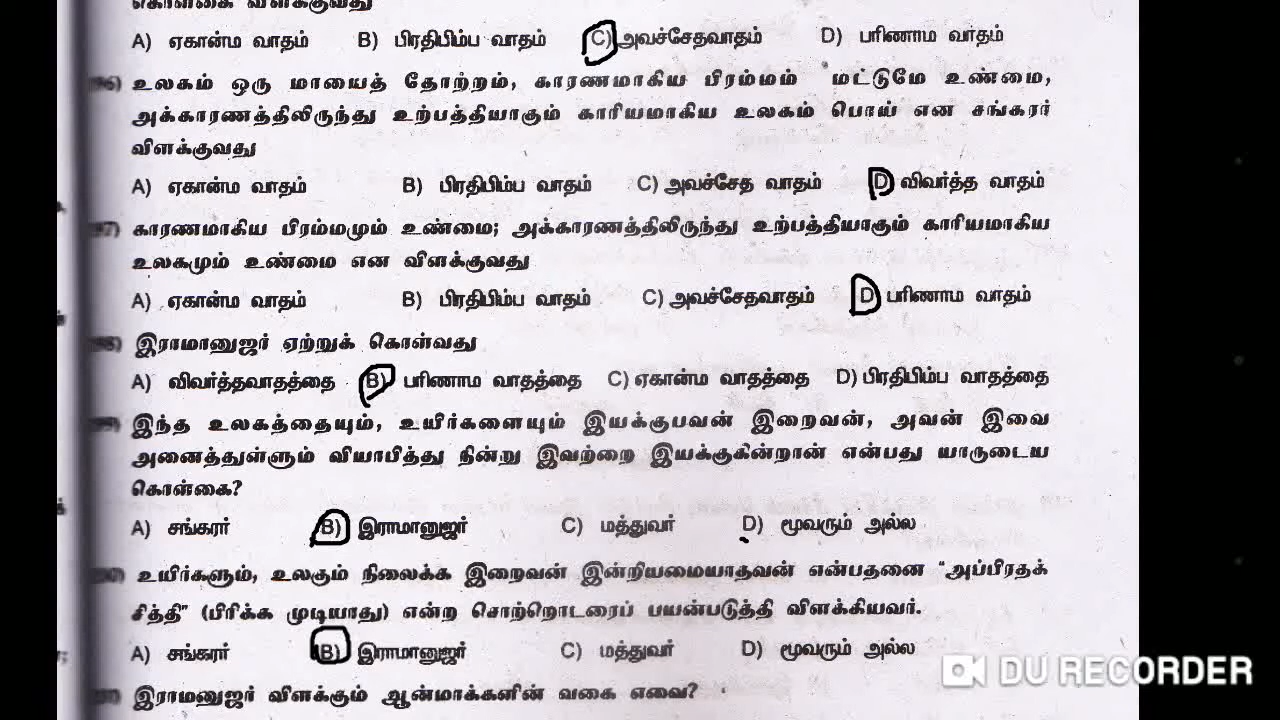 கொள்கை விளக்குவது
A) ஏகான்ம வாதம் B) பிரதிபிம்ப வாதம் C) அவச்சேதவாதம் D) பரிணாம வாதம்
96) உலகம் ஒரு மாயைத் தோற்றம், காரணமாகிய பிரம்மம் மட்டுமே உண்மை,
அக்காரணத்திலிருந்து உற்பத்தியாகும் காரியமாகிய உலகம் பொய் என சங்கரர்
விளக்குவது
A) ஏகான்ம வாதம் B) பிரதிபிம்ப வாதம் C) அவச்சேத வாதம் D) விவர்த்த வாதம்
97) காரணமாகிய பிரம்மமும் உண்மை; அக்காரணத்திலிருந்து உற்பத்தியாகும் காரியமாகிய
உலகமும் உண்மை என விளக்குவது
A) ஏகான்ம வாதம் B) பிரதிபிம்ப வாதம் C) அவச்சேதவாதம் D) பரிணாம வாதம்
98) இராமானுஜர் ஏற்றுக் கொள்வது
A) விவர்த்தவாதத்தை B) பரிணாம வாதத்தை C) ஏகான்ம வாதத்தை D) பிரதிபிம்ப வாதத்தை
இந்த உலகத்தையும், உயிர்களையும் இயக்குபவன் இறைவன், அவன் இவை
அனைத்துள்ளும் வியாபித்து நின்று இவற்றை இயக்குகின்றான் என்பது யாருடைய
கொள்கை?
A) சங்கரர் B) இராமானுஜர் C) மத்துவர் D) மூவரும் அல்ல
உயிர்களும், உலகும் நிலைக்க இறைவன் இன்றியமையாதவன் என்பதனை "அப்பிரதக்
சித்தி" (பிரிக்க முடியாது) என்ற சொற்றொடரைப் பயன்படுத்தி விளக்கியவர்.
A) சங்கரர் B) இராமானுஜர் C) மத்துவர் D) மூவரும் அல்ல
இராமனுஜர் விளக்கும் ஆன்மாக்களின் வகை எவை?
DU RECORDER